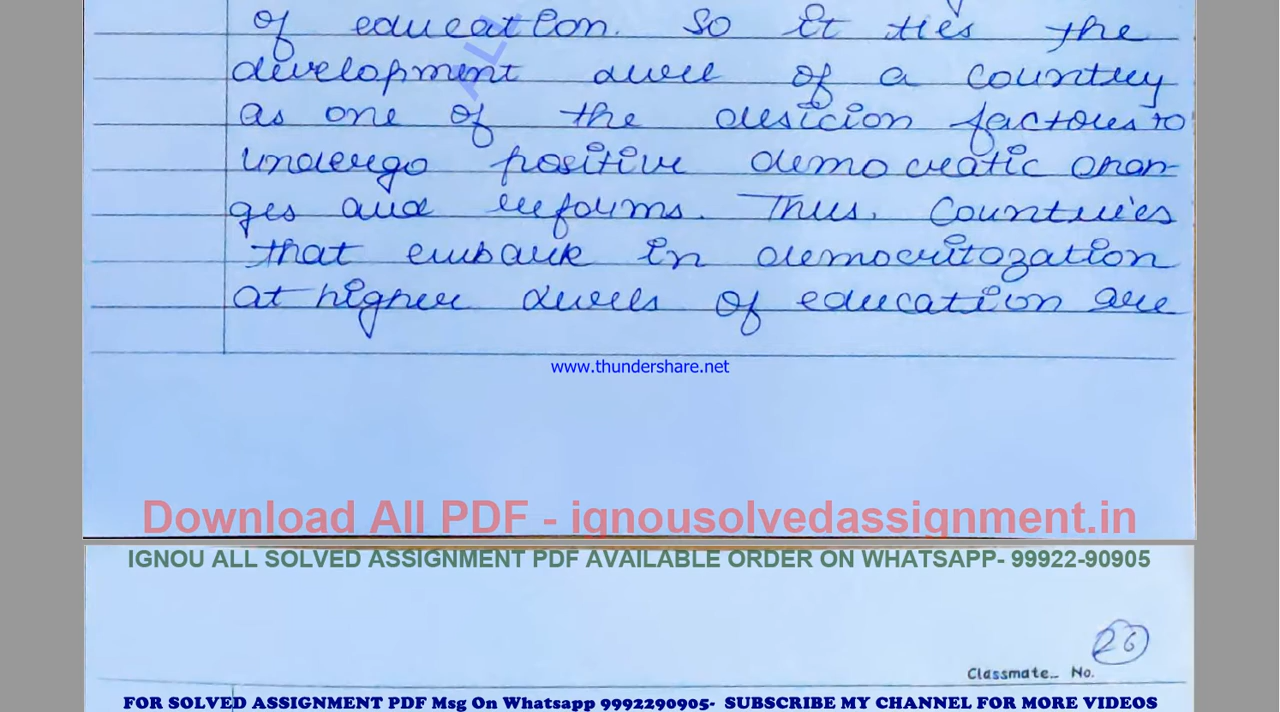 of education. So it ties the
development level of a country
as one of the desicion factors to
undergo positive democratic chan-
ges and reforms. Thus, Countries
that embark in democritozation
at higher levels of education are
www.thundershare.net
AL
Download All PDF - ignousolvedassignment.in
IGNOU ALL SOLVED ASSIGNMENT PDF AVAILABLE ORDER ON WHATSAPP- 99922-90905
26
Classmate No.
FOR SOLVED ASSIGNMENT PDF Msg On Whatsapp 9992290905- SUBSCRIBE MY CHANNEL FOR MORE VIDEOS